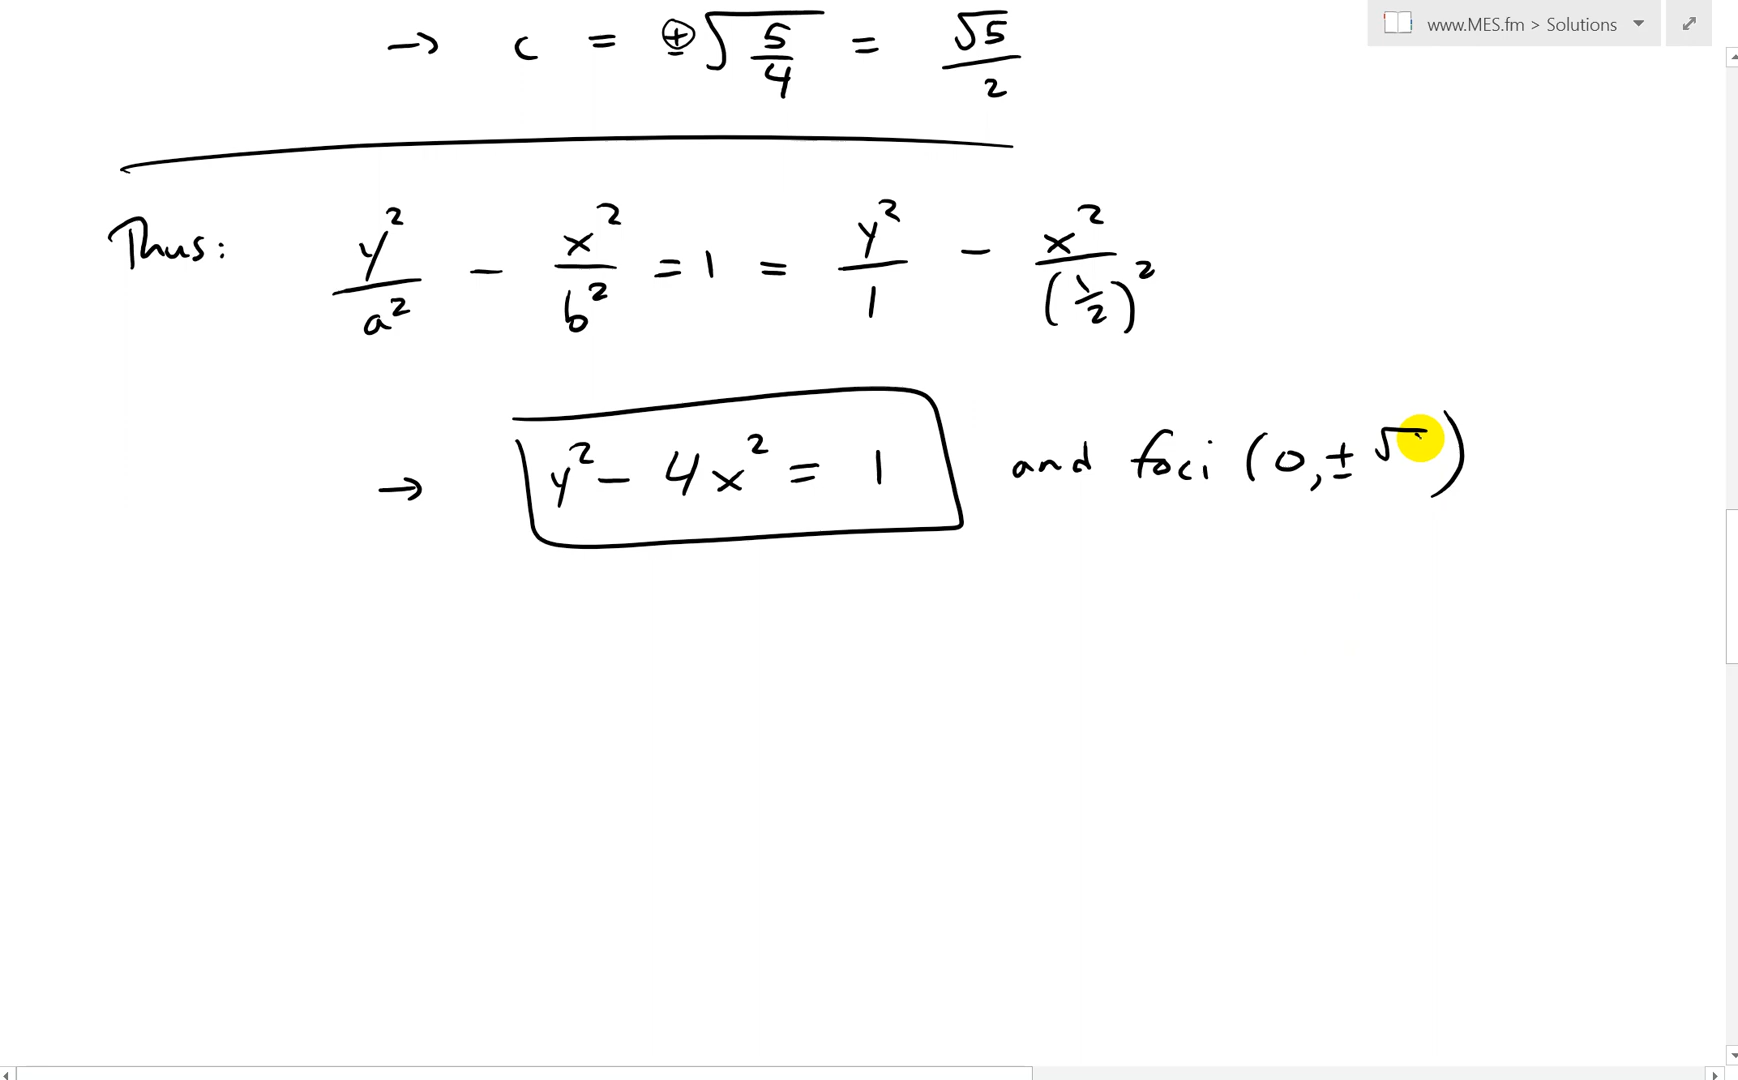 www.MES.fm > Solutions
→ c = ±√(5/4) = √5/2
Thus: y²/a² − x²/b² = 1 = y²/1 − x²/(1/2)²
→ y² − 4x² = 1 and foci (0, ±√ )